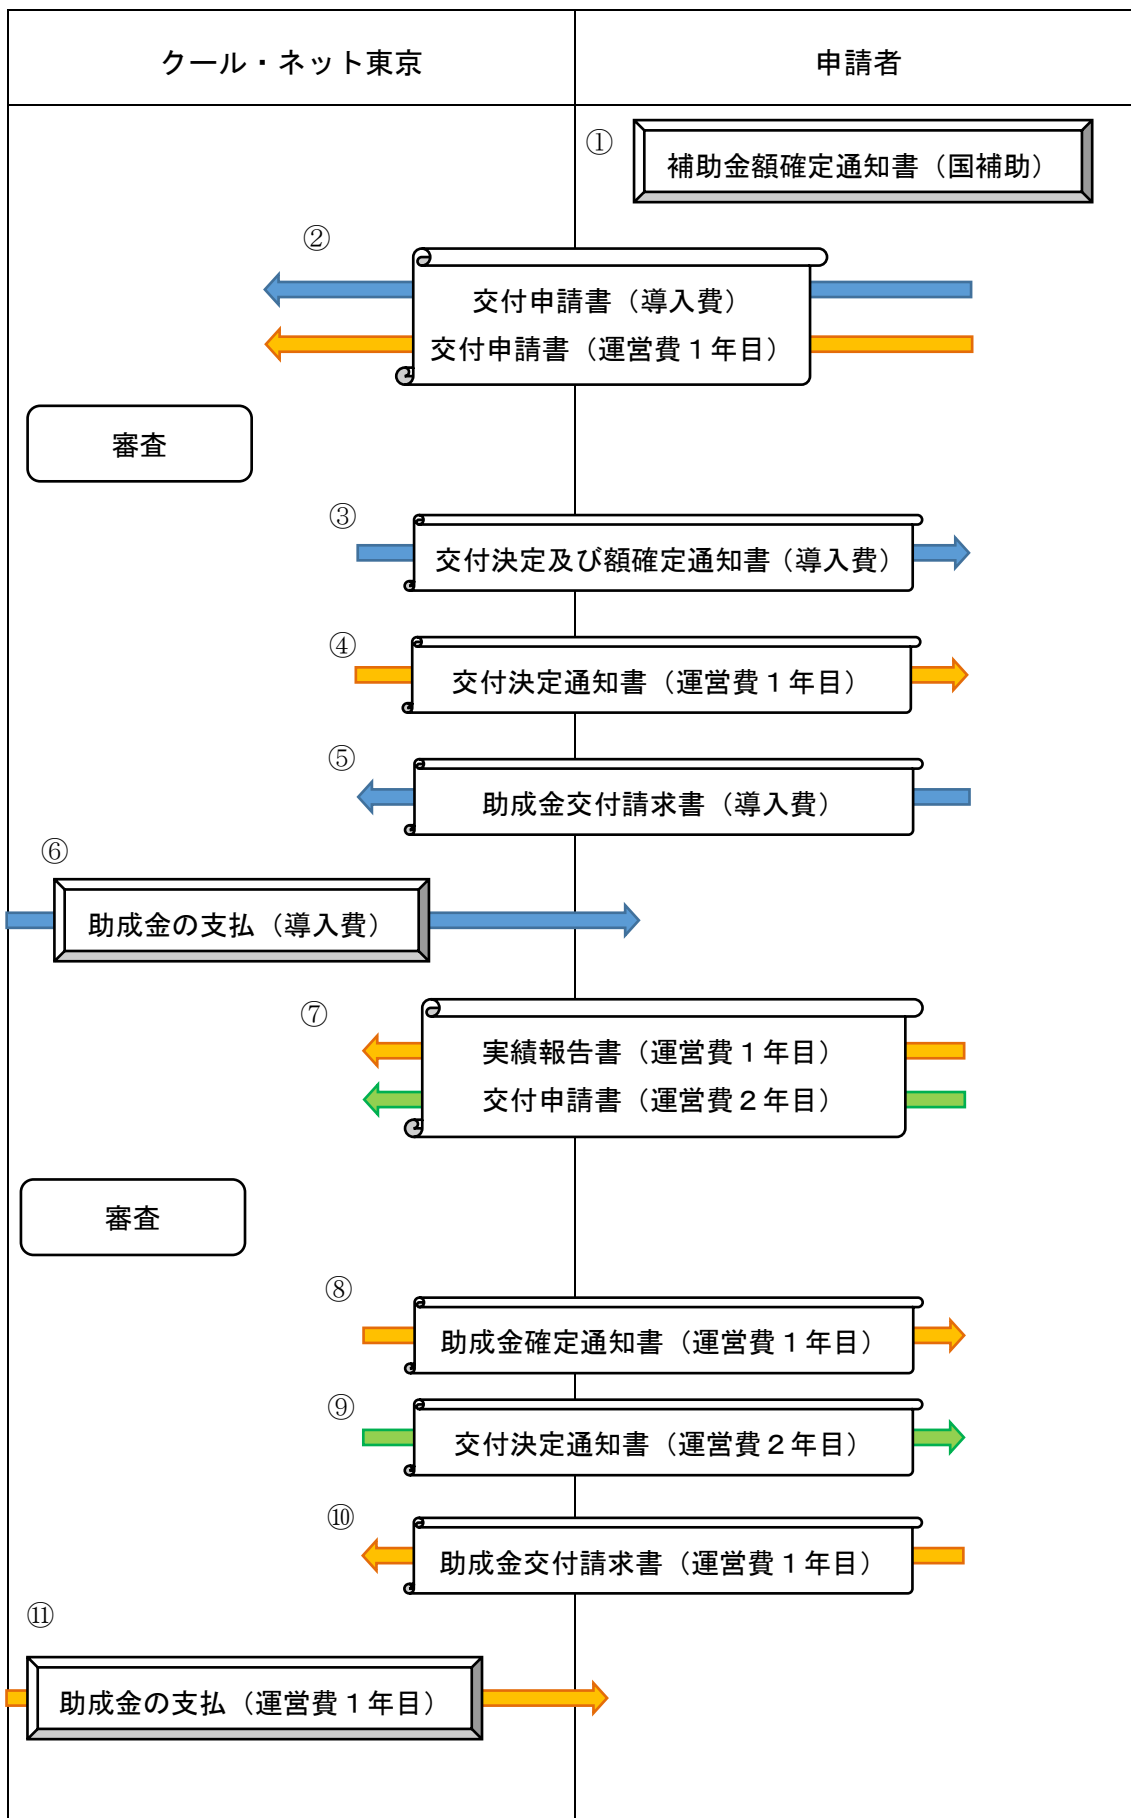 クール・ネット東京
申請者
①
補助金額確定通知書（国補助）
②
交付申請書（導入費）
交付申請書（運営費１年目）
審査
③
交付決定及び額確定通知書（導入費）
④
交付決定通知書（運営費１年目）
⑤
助成金交付請求書（導入費）
⑥
助成金の支払（導入費）
⑦
実績報告書（運営費１年目）
交付申請書（運営費２年目）
審査
⑧
助成金確定通知書（運営費１年目）
⑨
交付決定通知書（運営費２年目）
⑩
助成金交付請求書（運営費１年目）
⑪
助成金の支払（運営費１年目）